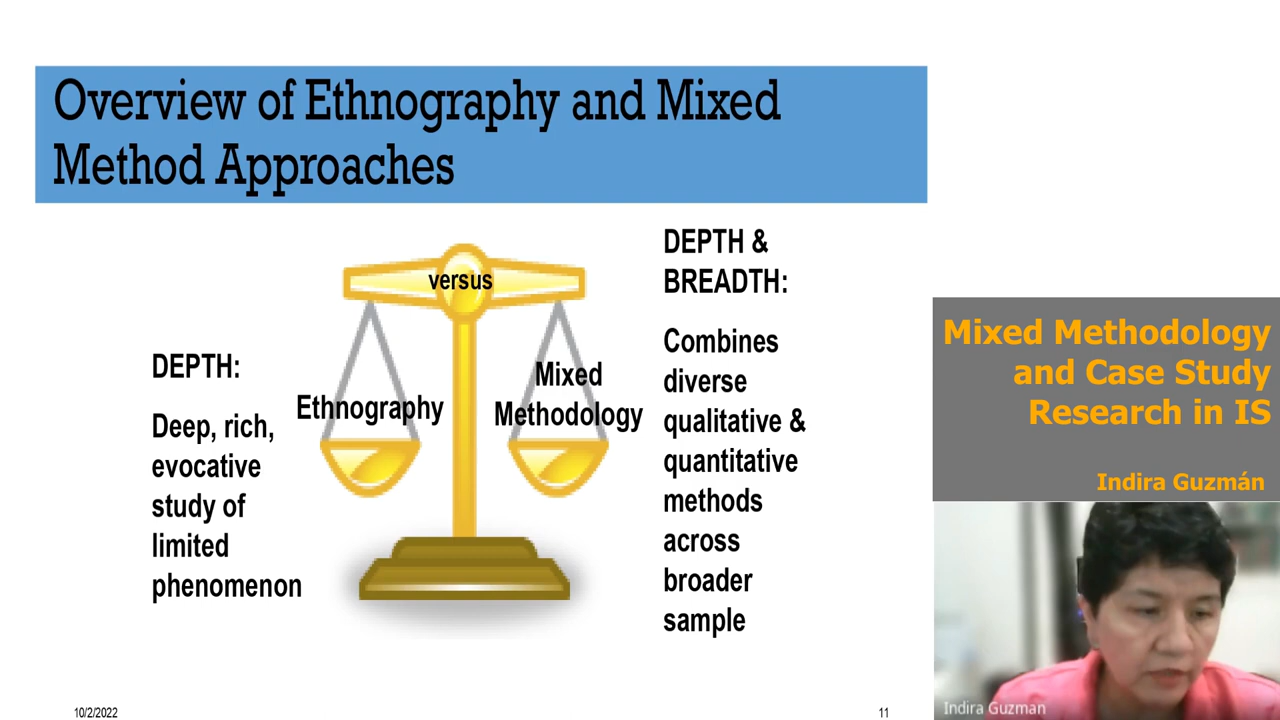 Overview of Ethnography and Mixed
Method Approaches
versus
DEPTH:
Deep, rich,
evocative
study of
limited
phenomenon
Ethnography
Mixed
Methodology
DEPTH &
BREADTH:
Combines
diverse
qualitative &
quantitative
methods
across
broader
sample
10/2/2022
11
Mixed Methodology
and Case Study
Research in IS
Indira Guzmán
Indira Guzman